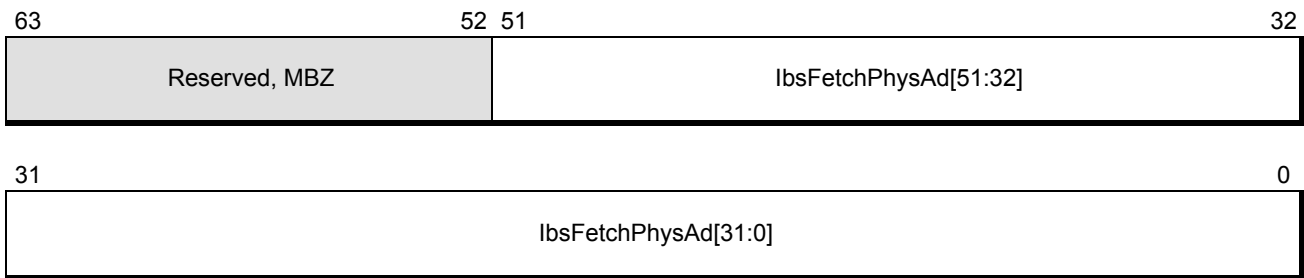 63 52 51 32
Reserved, MBZ IbsFetchPhysAd[51:32]
31 0
IbsFetchPhysAd[31:0]